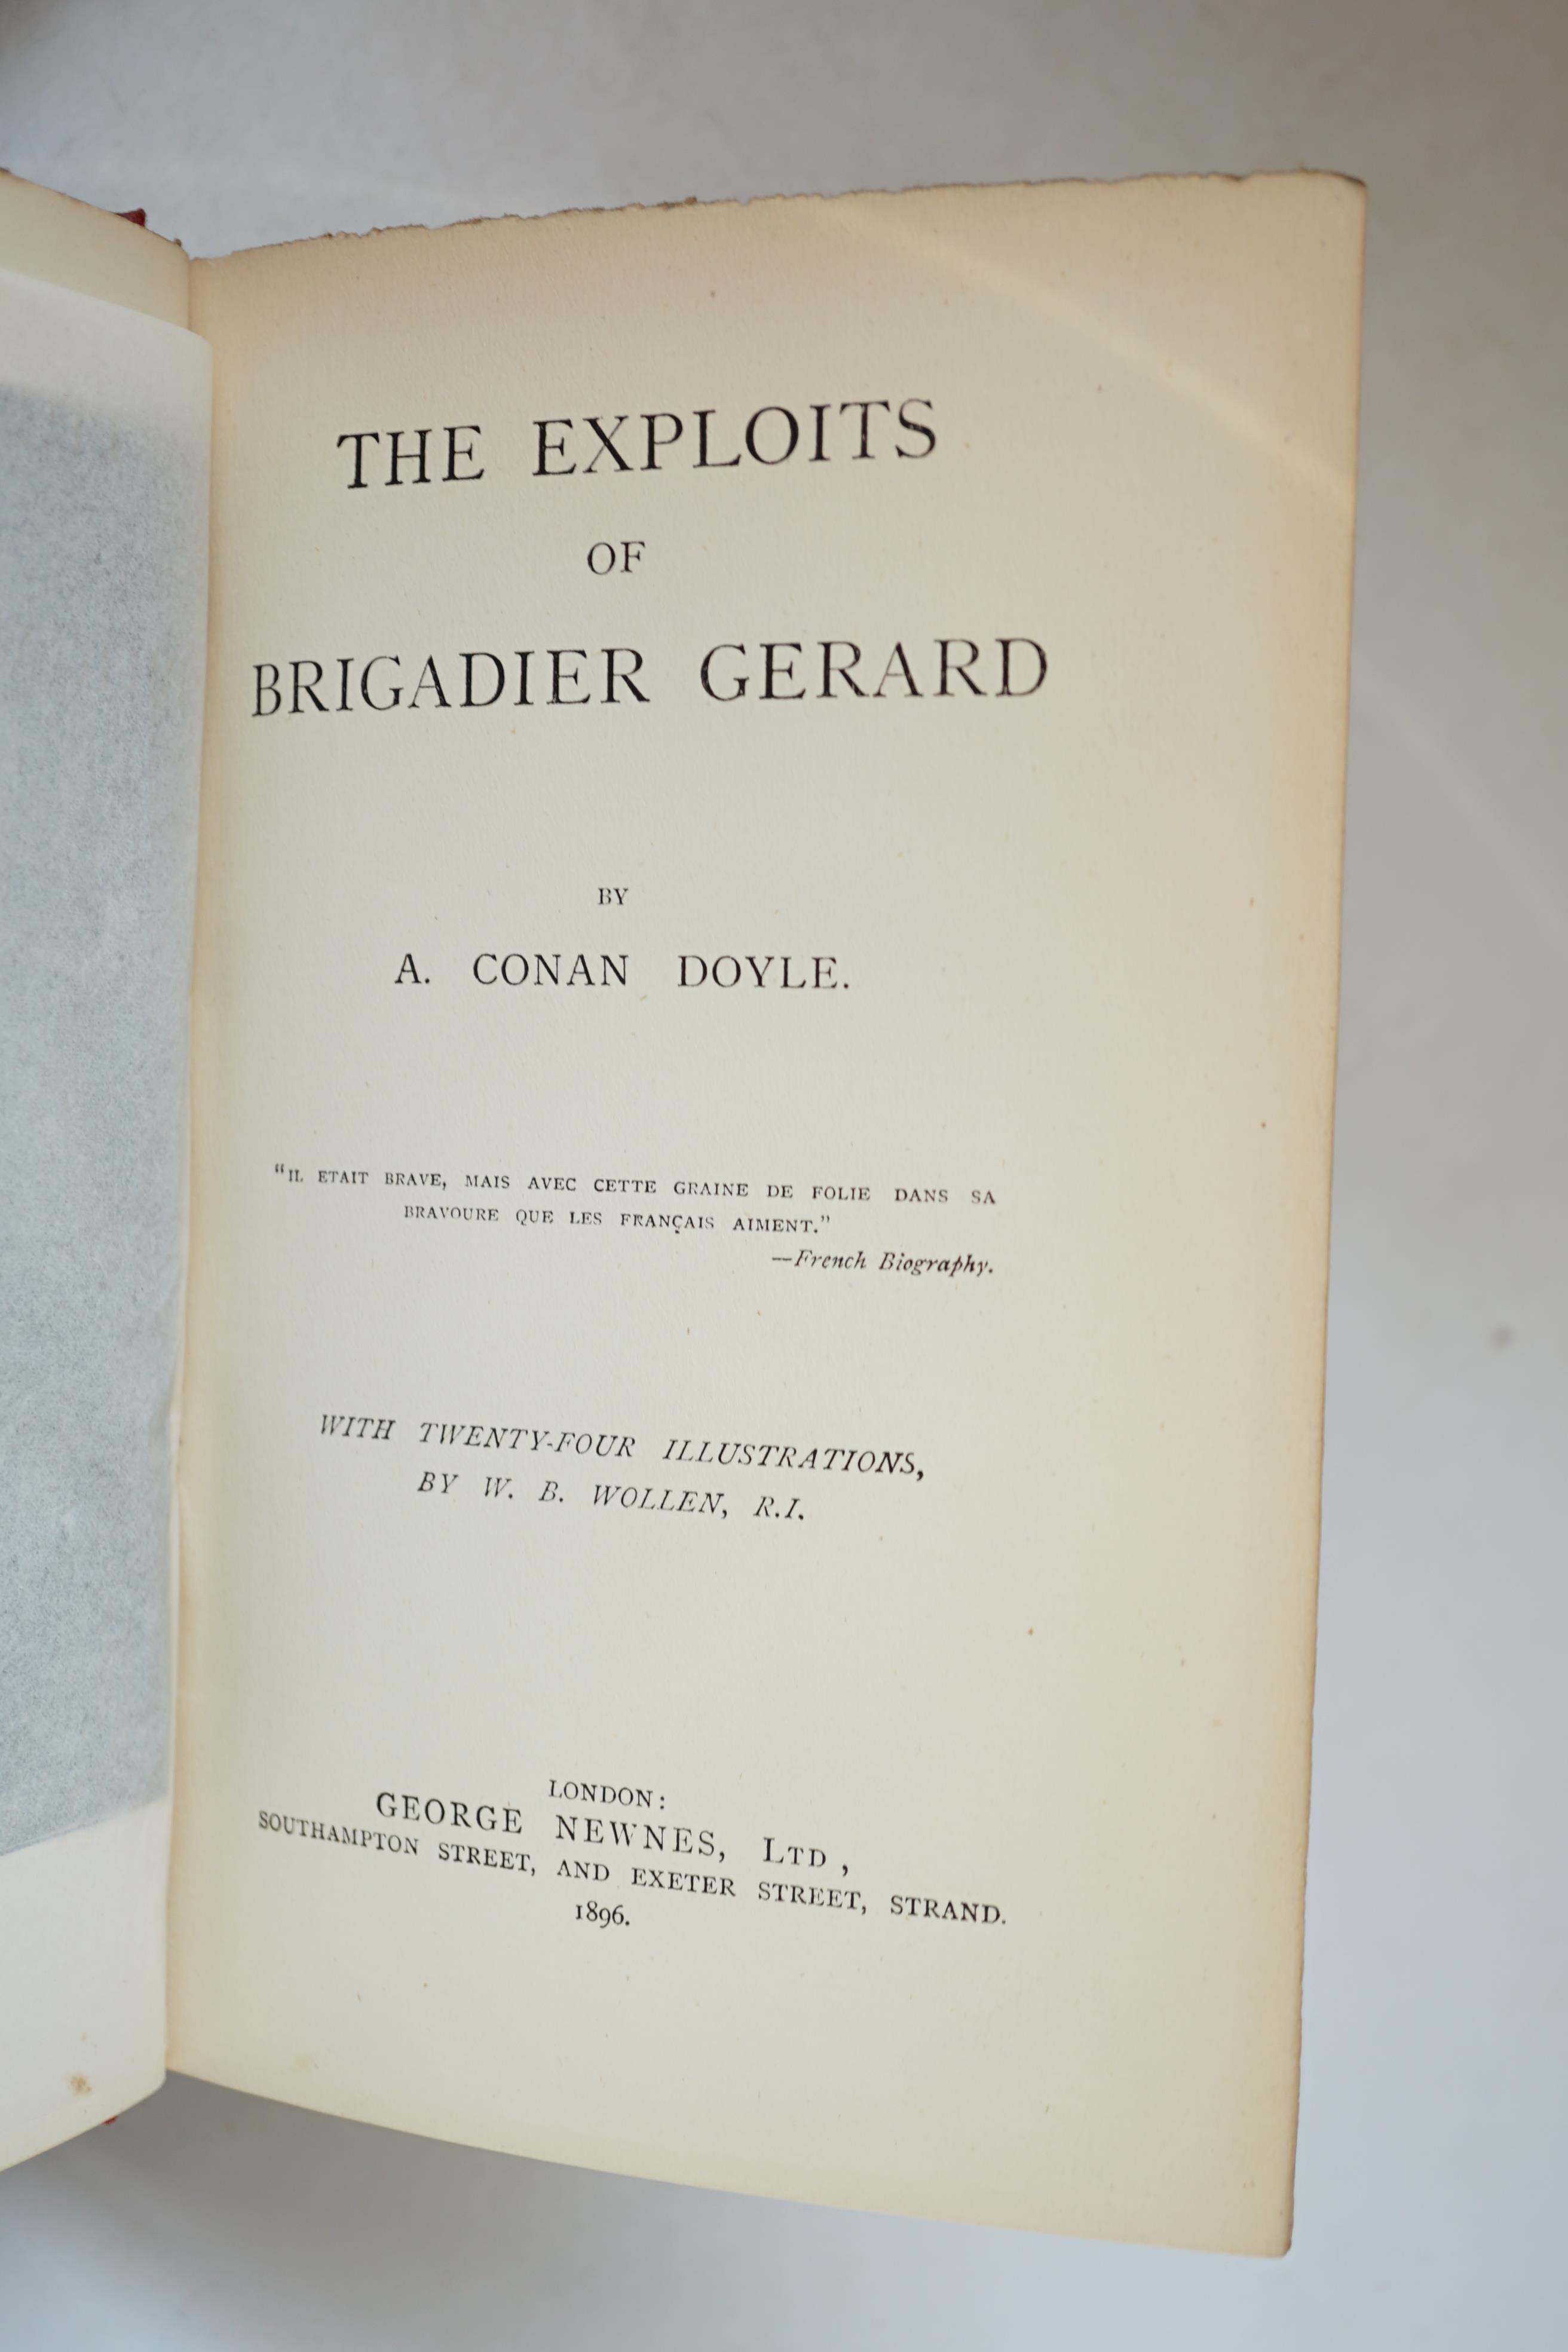 THE EXPLOITS
OF
BRIGADIER GERARD
BY
A. CONAN DOYLE.
"IL ETAIT BRAVE, MAIS AVEC CETTE GRAINE DE FOLIE DANS SA
BRAVOURE QUE LES FRANÇAIS AIMENT."
—French Biography.
WITH TWENTY-FOUR ILLUSTRATIONS,
BY W. B. WOLLEN, R.I.
LONDON:
GEORGE NEWNES, LTD,
SOUTHAMPTON STREET, AND EXETER STREET, STRAND.
1896.